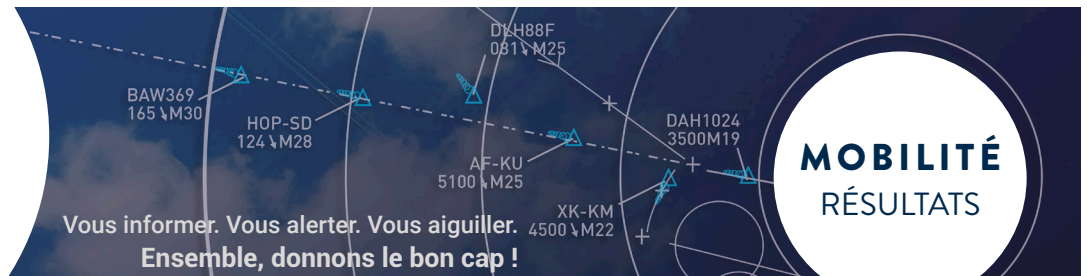 DLH88F
081↘M25
BAW369
165↘M30
HOP-SD
124↘M28
DAH1024
3500M19
AF-KU
5100↘M25
XK-KM
4500↘M22
Vous informer. Vous alerter. Vous aiguiller.
Ensemble, donnons le bon cap !
MOBILITÉ
RÉSULTATS